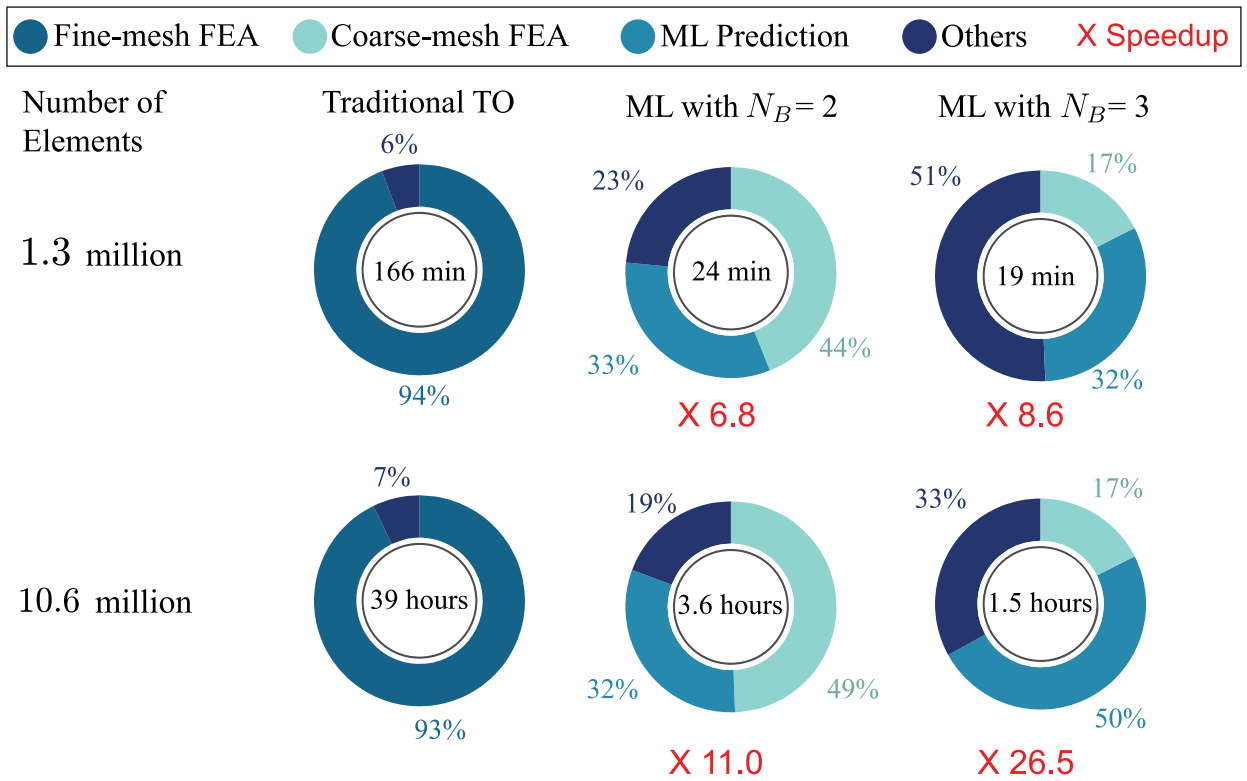 Fine-mesh FEA Coarse-mesh FEA ML Prediction Others X Speedup
Number of
Elements
Traditional TO
ML with N_B = 2
ML with N_B = 3
1.3 million
6%
166 min
94%
23%
24 min
44%
33%
X 6.8
51%
17%
19 min
32%
X 8.6
10.6 million
7%
39 hours
93%
19%
3.6 hours
32%
49%
X 11.0
33%
17%
1.5 hours
50%
X 26.5